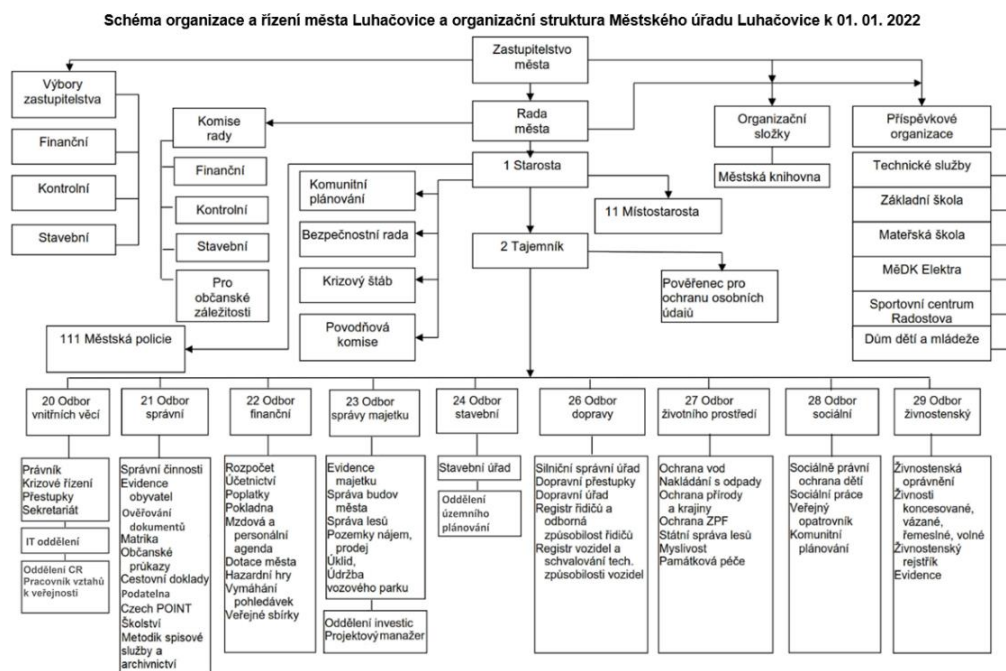 Schéma organizace a řízení města Luhačovice a organizační struktura Městského úřadu Luhačovice k 01. 01. 2022
Zastupitelstvo
města
Výbory
zastupitelstva
Finanční
Kontrolní
Stavební
Rada
města
Komise
rady
Finanční
Kontrolní
Stavební
Pro
občanské
záležitosti
Organizační
složky
Městská knihovna
Příspěvkové
organizace
Technické služby
Základní škola
Mateřská škola
MěDK Elektra
Sportovní centrum
Radostova
Dům dětí a mládeže
1 Starosta
Komunitní
plánování
Bezpečnostní rada
Krizový štáb
Povodňová
komise
11 Místostarosta
2 Tajemník
Pověřenec pro
ochranu osobních
údajů
111 Městská policie
20 Odbor
vnitřních věcí
Právník
Krizové řízení
Přestupky
Sekretariát
IT oddělení
Oddělení CR
Pracovník vztahů
k veřejnosti
21 Odbor
správní
Správní činnosti
Evidence
obyvatel
Ověřování
dokumentů
Matrika
Občanské
průkazy
Cestovní doklady
Podatelna
Czech POINT
Školství
Metodik spisové
služby a
archivnictví
22 Odbor
finanční
Rozpočet
Účetnictví
Poplatky
Pokladna
Mzdová a
personální
agenda
Dotace města
Hazardní hry
Vymáhání
pohledávek
Veřejné sbírky
23 Odbor
správy majetku
Evidence
majetku
Správa budov
města
Správa lesů
Pozemky nájem,
prodej
Úklid,
Údržba
vozového parku
Oddělení investic
Projektový manažer
24 Odbor
stavební
Stavební úřad
Oddělení
územního
plánování
26 Odbor
dopravy
Silniční správní úřad
Dopravní přestupky
Dopravní úřad
Registr řidičů a
odborná
způsobilost řidičů
Registr vozidel a
schvalování tech.
způsobilosti vozidel
27 Odbor
životního prostředí
Ochrana vod
Nakládání s odpady
Ochrana přírody
a krajiny
Ochrana ZPF
Státní správa lesů
Myslivost
Památková péče
28 Odbor
sociální
Sociálně právní
ochrana dětí
Sociální práce
Veřejný
opatrovník
Komunitní
plánování
29 Odbor
živnostenský
Živnostenská
oprávnění
Živnosti
koncesované,
vázané,
řemeslné, volné
Živnostenský
rejstřík
Evidence